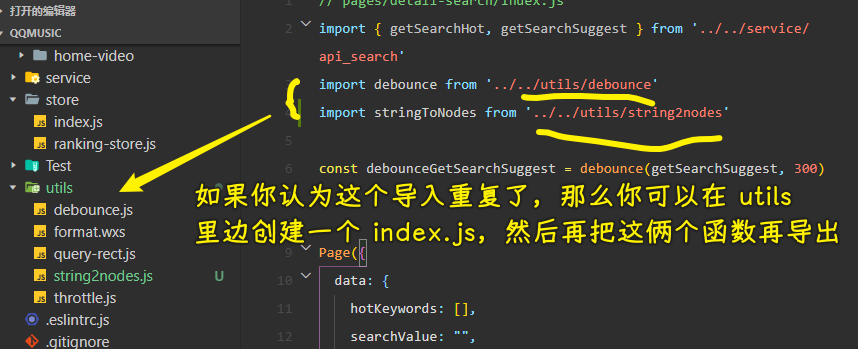 打开的编辑器
QQMUSIC
home-video
service
store
index.js
ranking-store.js
Test
utils
debounce.js
format.wxs
query-rect.js
string2nodes.js U
throttle.js
.eslintrc.js
.gitignore
1 // pages/detail-search/index.js
2 import { getSearchHot, getSearchSuggest } from '../../service/
api_search'
import debounce from '../../utils/debounce'
import stringToNodes from '../../utils/string2nodes'
5
6 const debounceGetSearchSuggest = debounce(getSearchSuggest, 300)
如果你认为这个导入重复了，那么你可以在 utils
里边创建一个 index.js，然后再把这俩个函数再导出
9 Page({
10 data: {
11 hotKeywords: [],
12 searchValue: "",